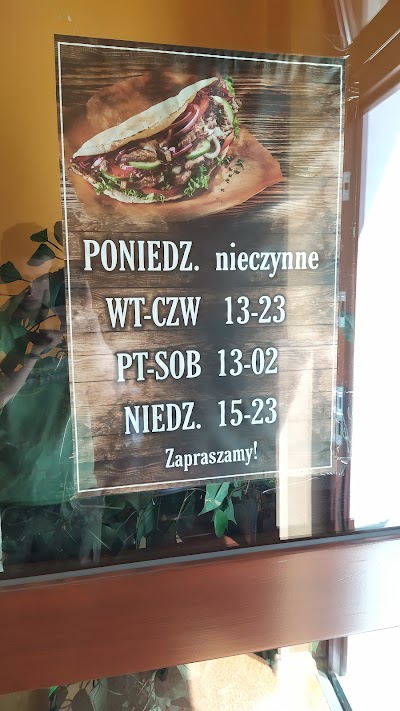 PONIEDZ. nieczynne
WT-CZW 13-23
PT-SOB 13-02
NIEDZ. 15-23
Zapraszamy!